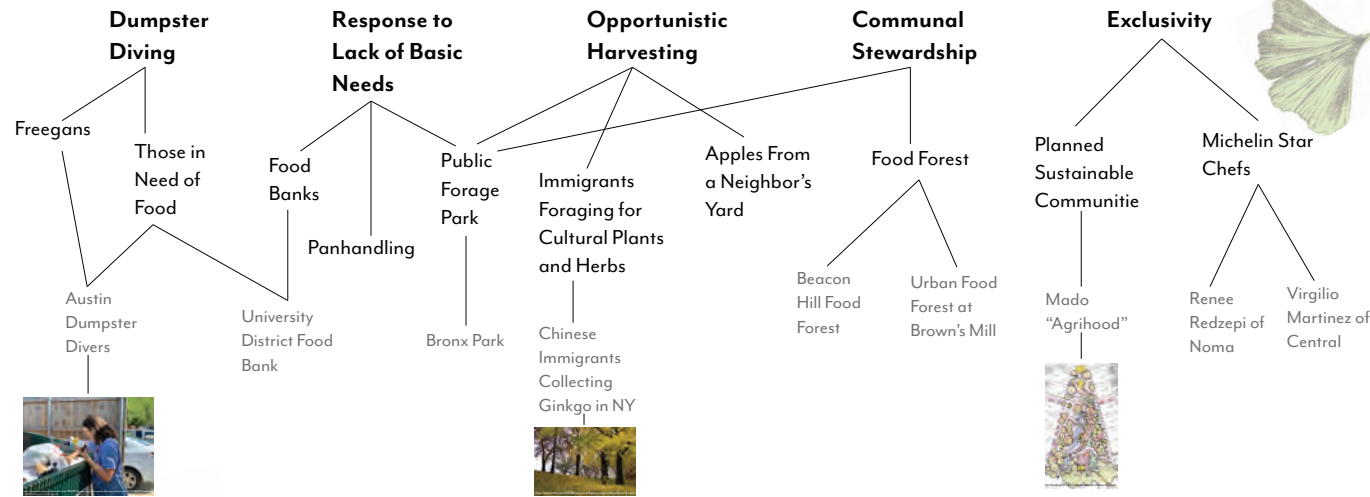 Dumpster
Diving
Response to
Lack of Basic
Needs
Opportunistic
Harvesting
Communal
Stewardship
Exclusivity
Freegans
Those in
Need of
Food
Food
Banks
Panhandling
Public
Forage
Park
Immigrants
Foraging for
Cultural Plants
and Herbs
Apples From
a Neighbor's
Yard
Food Forest
Planned
Sustainable
Communitie
Michelin Star
Chefs
Austin
Dumpster
Divers
University
District Food
Bank
Bronx Park
Chinese
Immigrants
Collecting
Ginkgo in NY
Beacon
Hill Food
Forest
Urban Food
Forest at
Brown's Mill
Mado
"Agrihood"
Renee
Redzepi of
Noma
Virgilio
Martinez of
Central